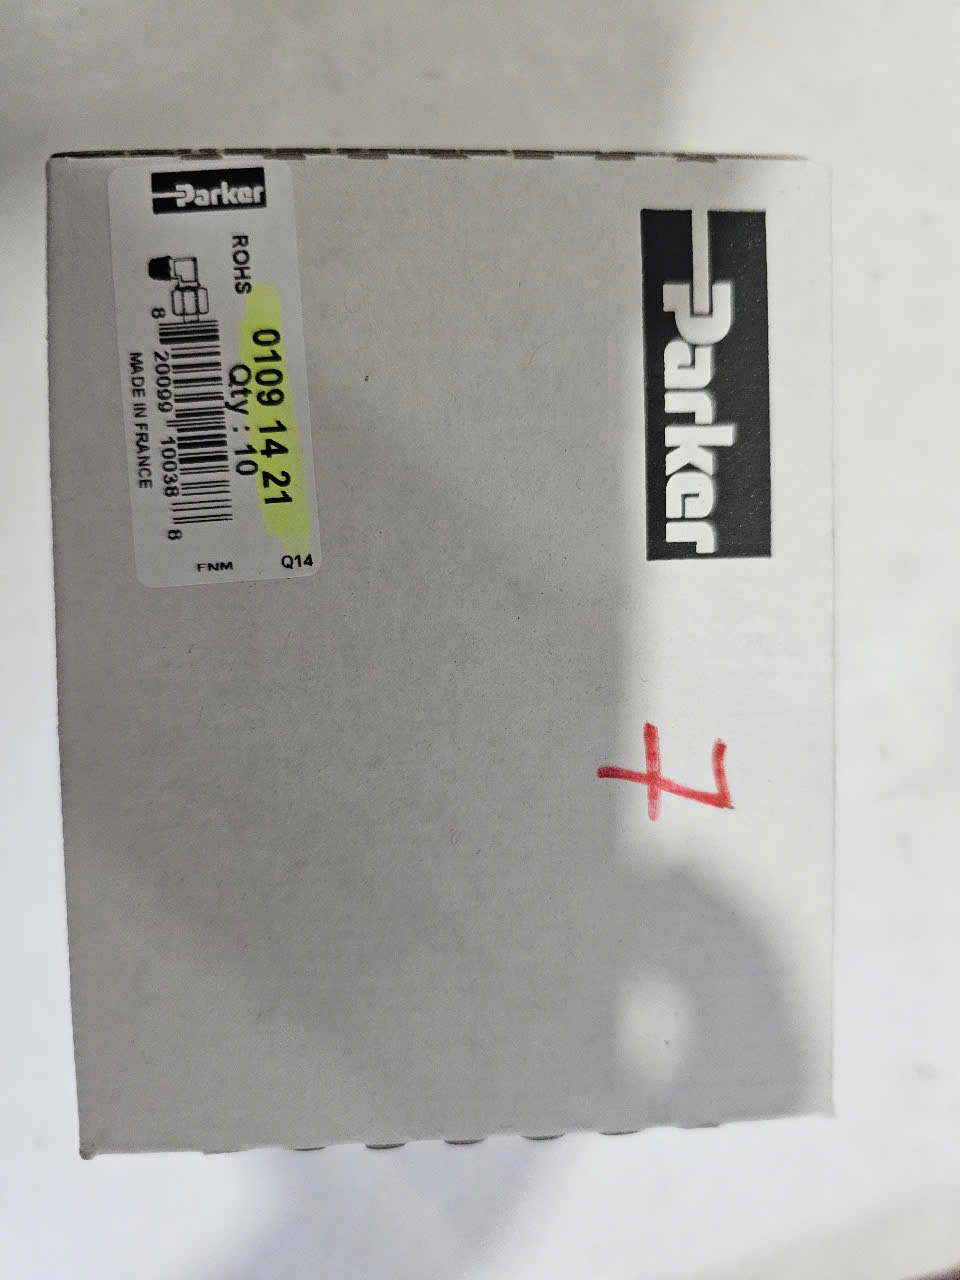 Parker
ROHS
0109 14 21
Qty : 10
8 20099 10038 8
MADE IN FRANCE
FNM
Q14
Parker
7